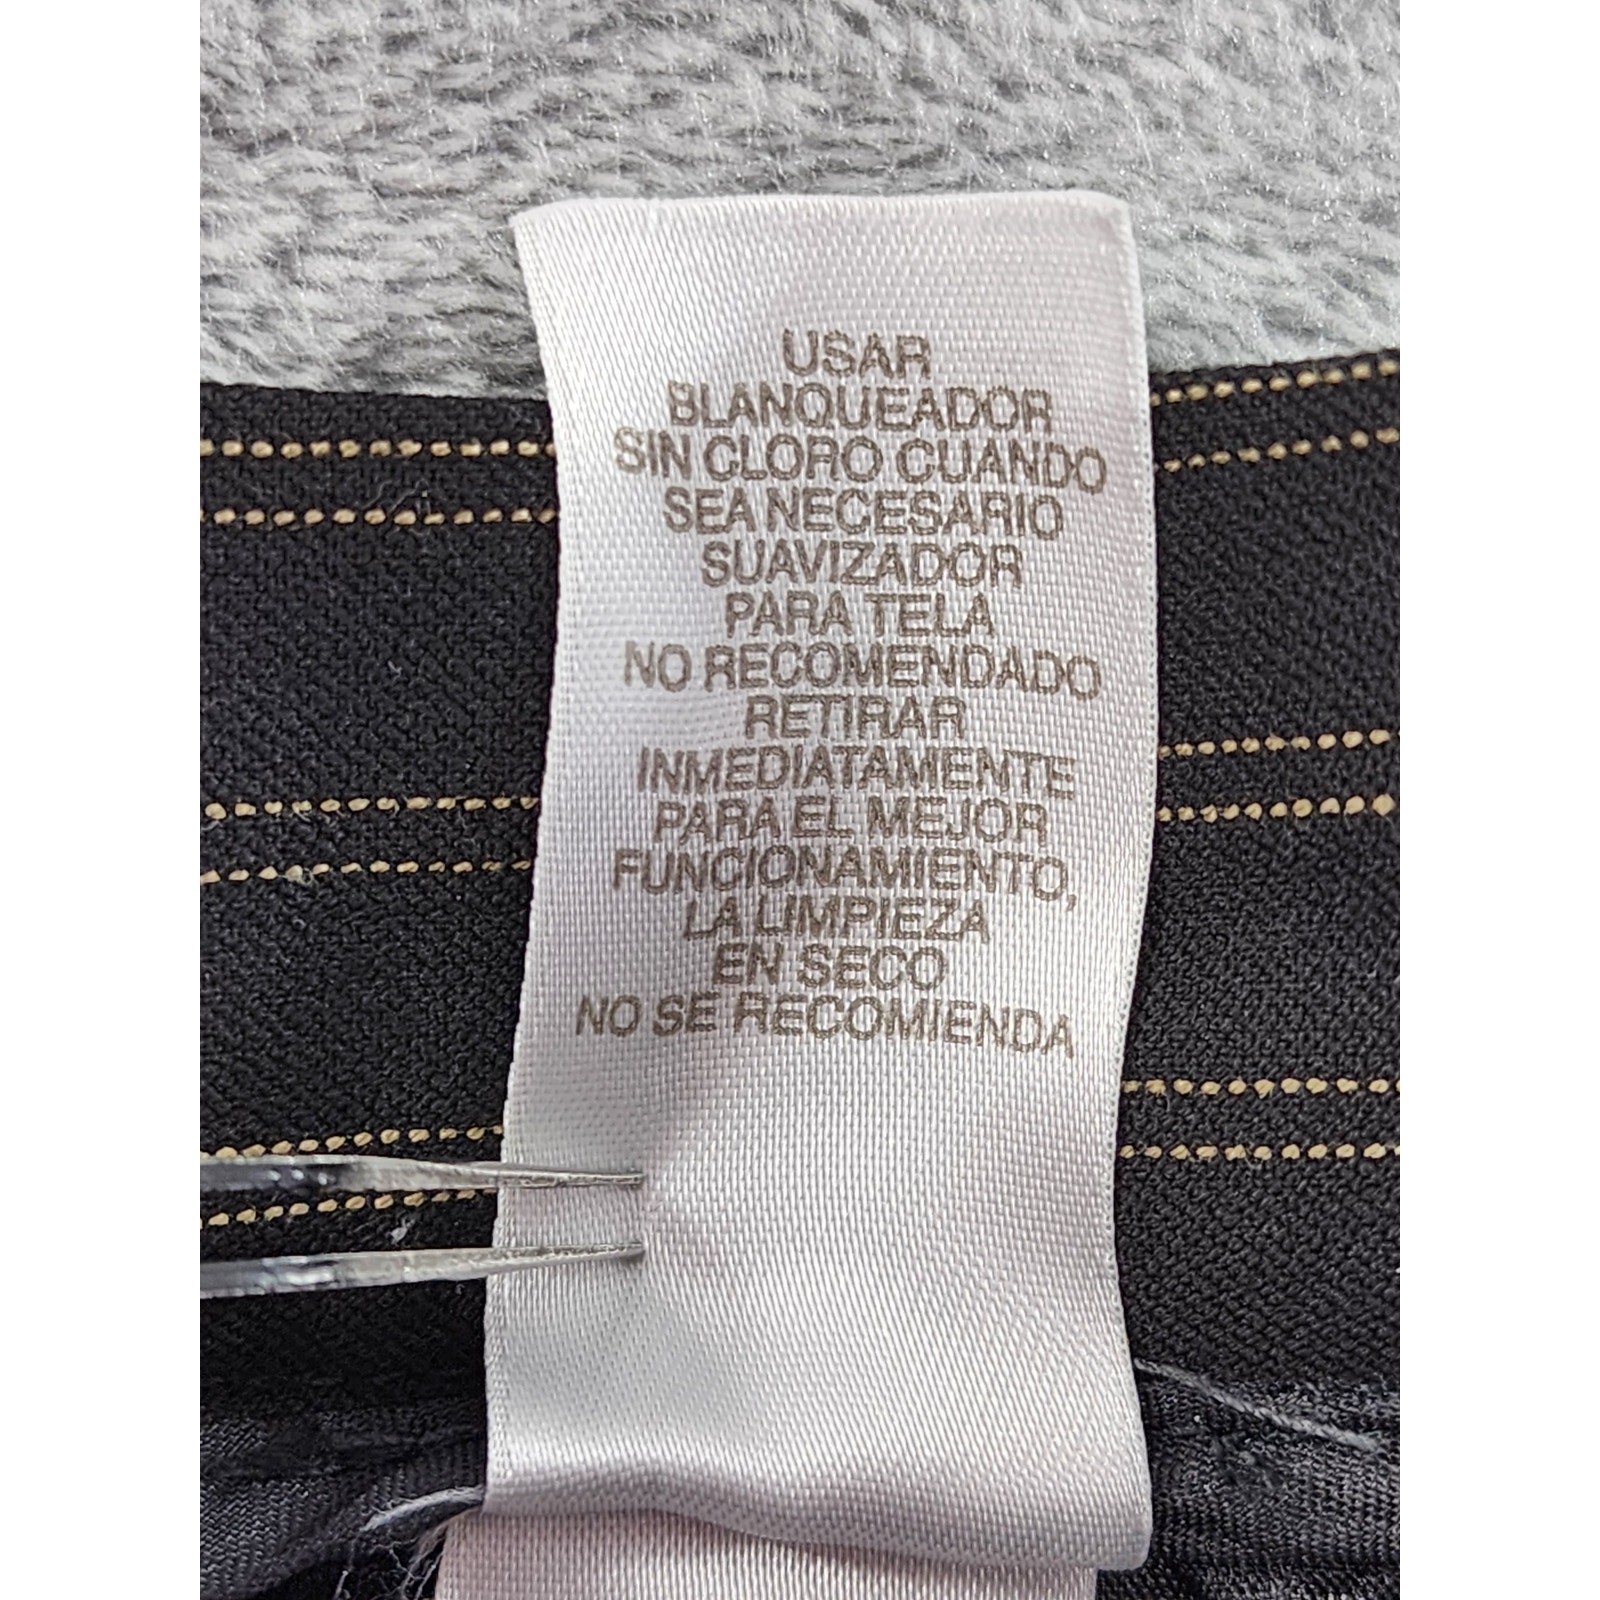 USAR
BLANQUEADOR
SIN CLORO CUANDO
SEA NECESARIO
SUAVIZADOR
PARA TELA
NO RECOMENDADO
RETIRAR
INMEDIATAMENTE
PARA EL MEJOR
FUNCIONAMIENTO,
LA LIMPIEZA
EN SECO
NO SE RECOMIENDA